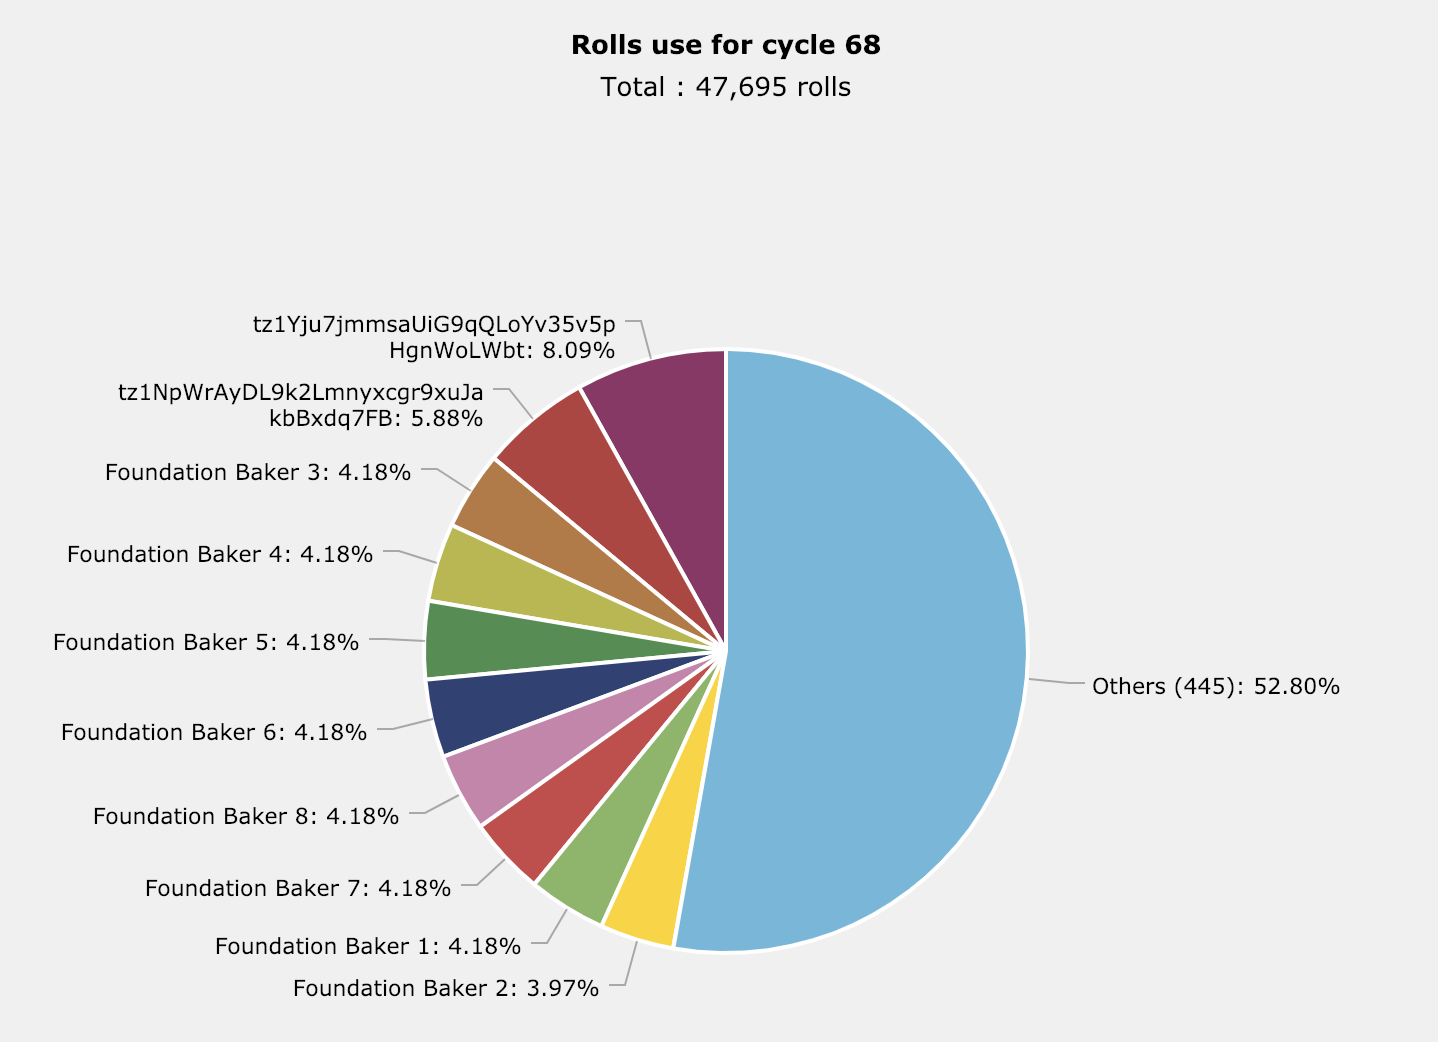 Rolls use for cycle 68
Total : 47,695 rolls
tz1Yju7jmmsaUiG9qQLoYv35v5p
HgnWoLWbt: 8.09%
tz1NpWrAyDL9k2Lmnyxcgr9xuJa
kbBxdq7FB: 5.88%
Foundation Baker 3: 4.18%
Foundation Baker 4: 4.18%
Foundation Baker 5: 4.18%
Others (445): 52.80%
Foundation Baker 6: 4.18%
Foundation Baker 8: 4.18%
Foundation Baker 7: 4.18%
Foundation Baker 1: 4.18%
Foundation Baker 2: 3.97%